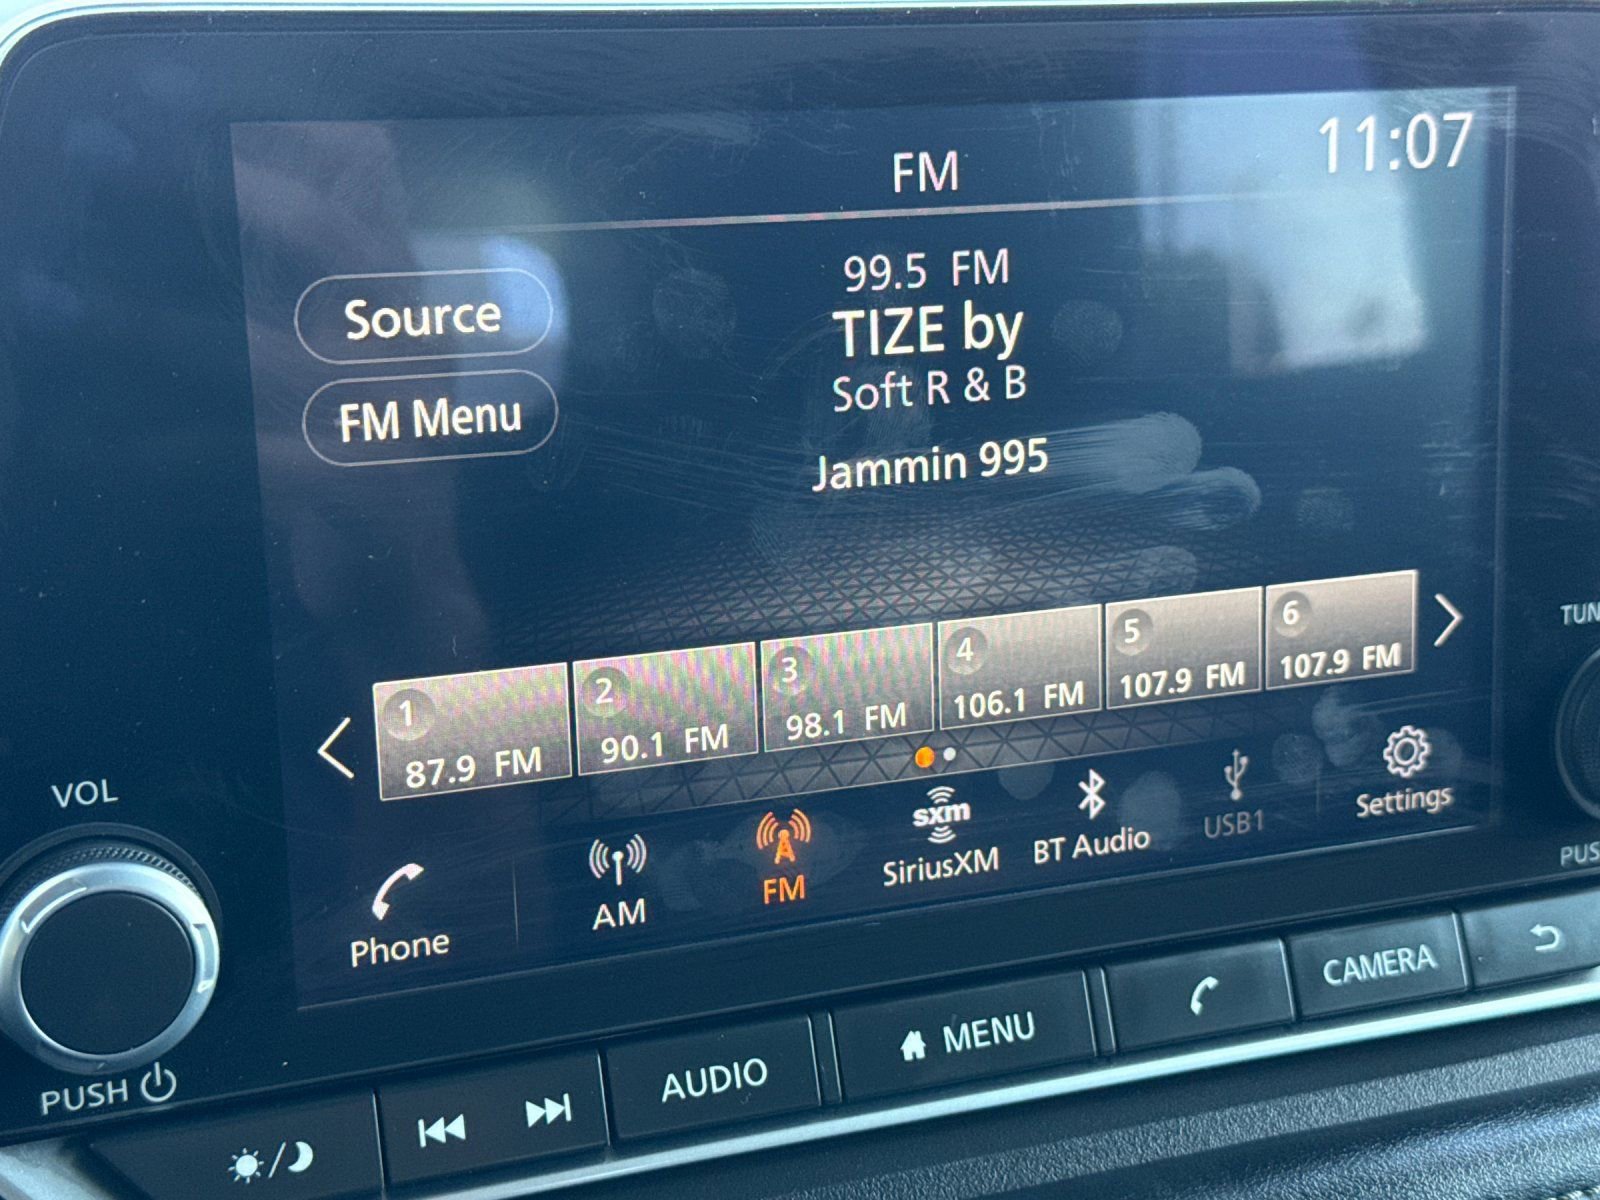 11:07
FM
99.5 FM
TIZE by
Soft R & B
Jammin 995
Source
FM Menu
1
87.9 FM
2
90.1 FM
3
98.1 FM
4
106.1 FM
5
107.9 FM
6
107.9 FM
Phone
AM
FM
sxm
SiriusXM
BT Audio
USB1
Settings
VOL
PUSH
TUN
PUS
AUDIO
MENU
CAMERA